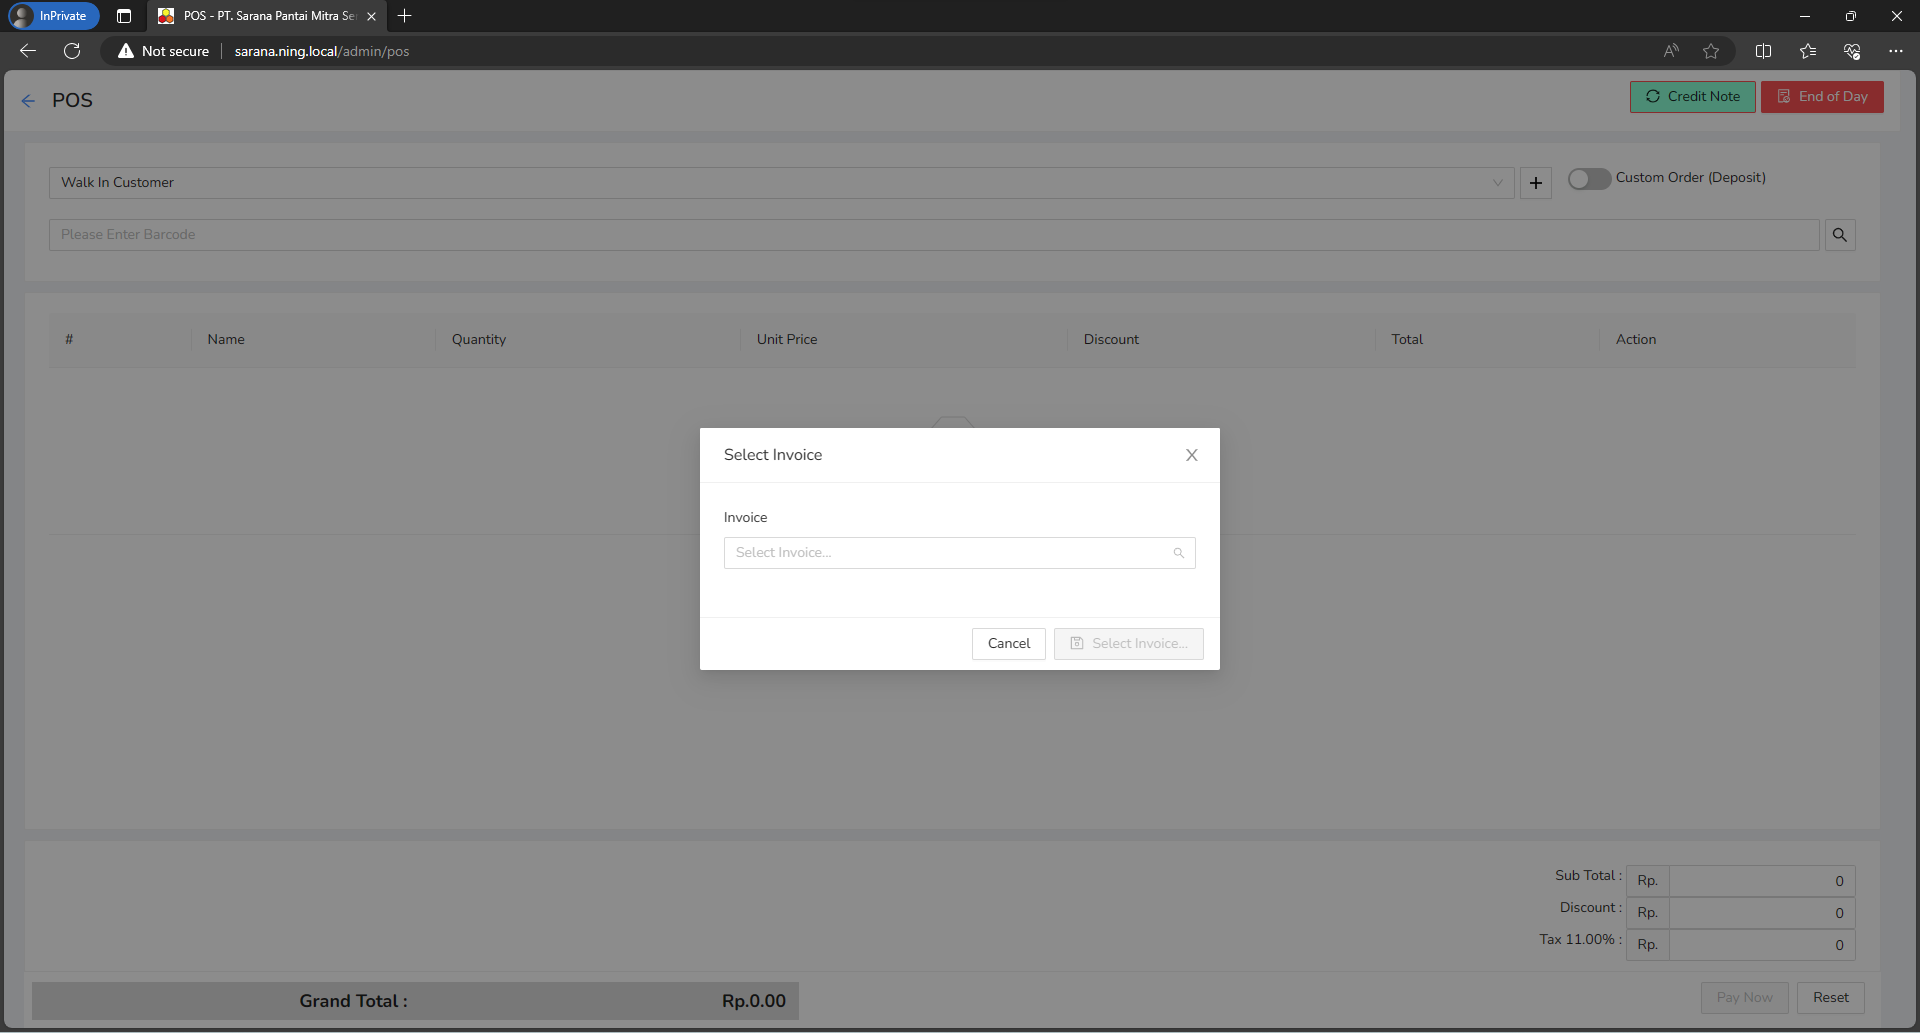 InPrivate
POS - PT. Sarana Pantai Mitra Se
Not secure
sarana.ning.local/admin/pos
POS
Credit Note
End of Day
Walk In Customer
Custom Order (Deposit)
Please Enter Barcode
# Name Quantity Unit Price Discount Total Action
Select Invoice
Invoice
Select Invoice...
Cancel
Select Invoice...
Sub Total : Rp. 0
Discount : Rp. 0
Tax 11.00% : Rp. 0
Grand Total : Rp.0.00
Pay Now
Reset